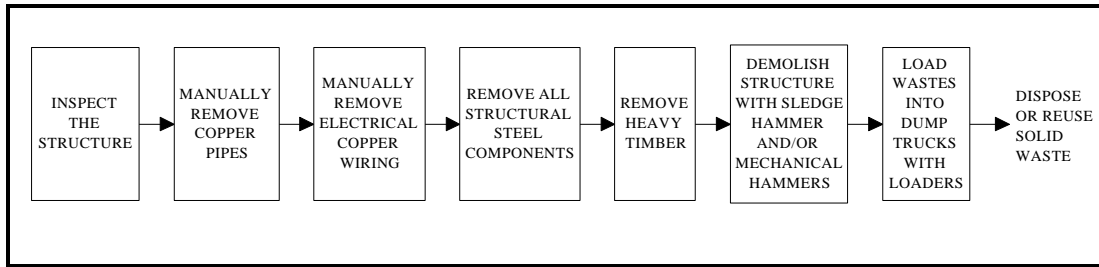 INSPECT
THE
STRUCTURE
MANUALLY
REMOVE
COPPER
PIPES
MANUALLY
REMOVE
ELECTRICAL
COPPER
WIRING
REMOVE ALL
STRUCTURAL
STEEL
COMPONENTS
REMOVE
HEAVY
TIMBER
DEMOLISH
STRUCTURE
WITH SLEDGE
HAMMER
AND/OR
MECHANICAL
HAMMERS
LOAD
WASTES
INTO
DUMP
TRUCKS
WITH
LOADERS
DISPOSE
OR REUSE
SOLID
WASTE